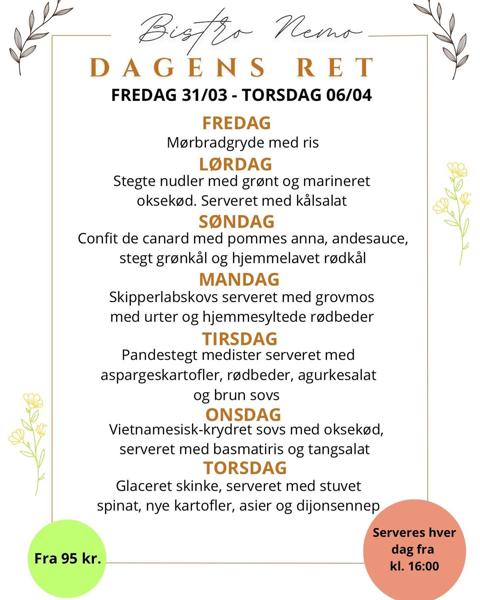 Bistro Nemo
DAGENS RET
FREDAG 31/03 - TORSDAG 06/04
FREDAG
Mørbradgryde med ris
LØRDAG
Stegte nudler med grønt og marineret
oksekød. Serveret med kålsalat
SØNDAG
Confit de canard med pommes anna, andesauce,
stegt grønkål og hjemmelavet rødkål
MANDAG
Skipperlabskovs serveret med grovmos
med urter og hjemmesyltede rødbeder
TIRSDAG
Pandestegt medister serveret med
aspargeskartofler, rødbeder, agurkesalat
og brun sovs
ONSDAG
Vietnamesisk-krydret sovs med oksekød,
serveret med basmatiris og tangsalat
TORSDAG
Glaceret skinke, serveret med stuvet
spinat, nye kartofler, asier og dijonsennep
Fra 95 kr.
Serveres hver
dag fra
kl. 16:00